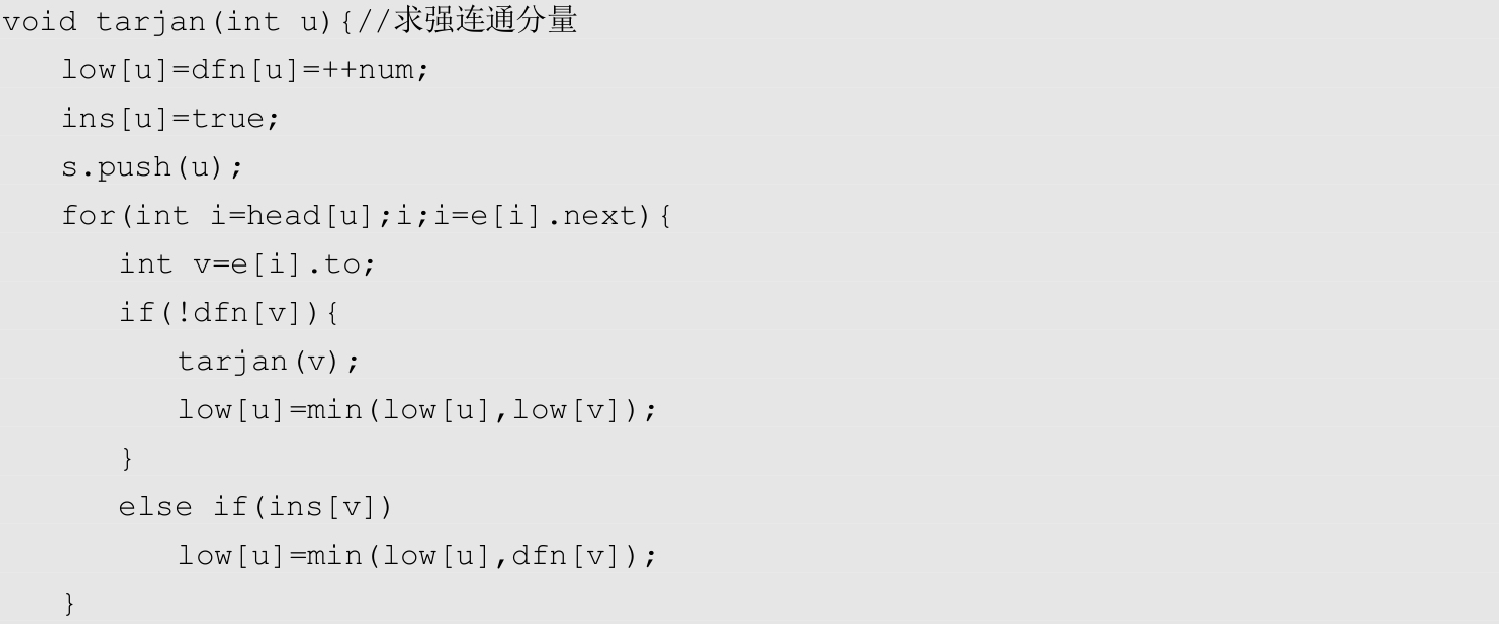 void tarjan(int u){//求强连通分量
low[u]=dfn[u]=++num;
ins[u]=true;
s.push(u);
for(int i=head[u];i;i=e[i].next){
int v=e[i].to;
if(!dfn[v]){
tarjan(v);
low[u]=min(low[u],low[v]);
}
else if(ins[v])
low[u]=min(low[u],dfn[v]);
}